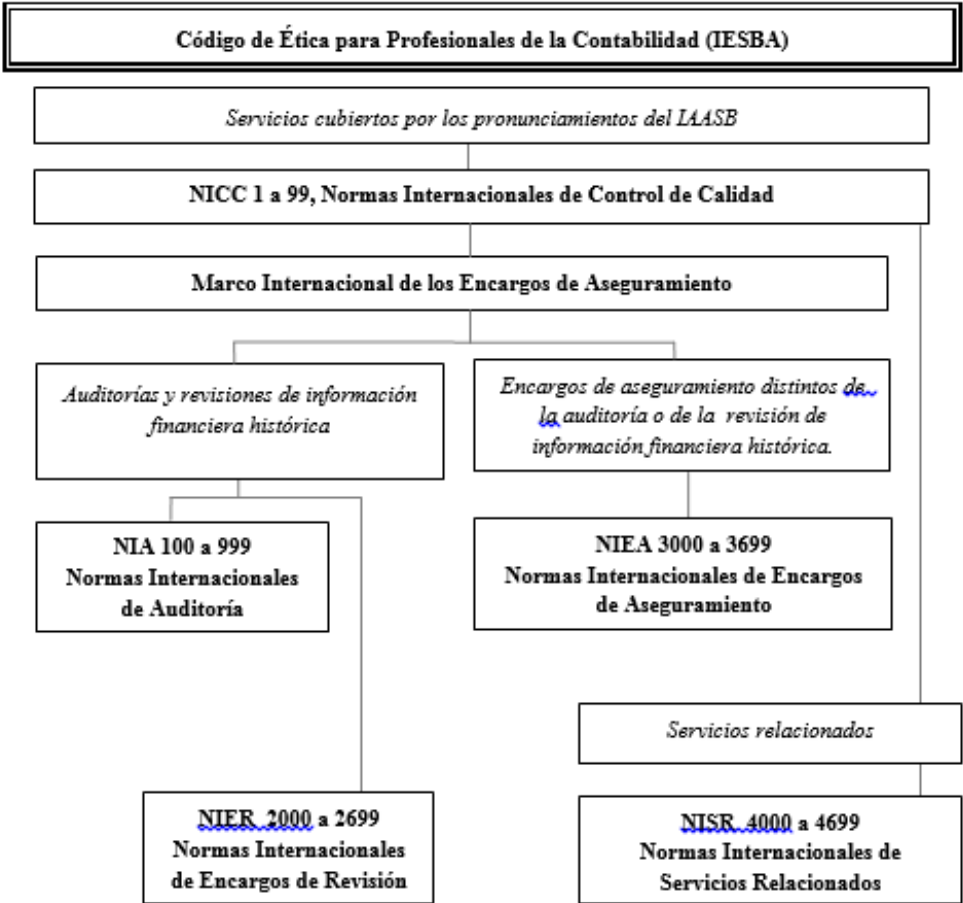 Código de Ética para Profesionales de la Contabilidad (IESBA)
Servicios cubiertos por los pronunciamientos del IAASB
NICC 1 a 99, Normas Internacionales de Control de Calidad
Marco Internacional de los Encargos de Aseguramiento
Auditorías y revisiones de información
financiera histórica
Encargos de aseguramiento distintos de
la auditoría o de la revisión de
información financiera histórica.
NIA 100 a 999
Normas Internacionales
de Auditoría
NIEA 3000 a 3699
Normas Internacionales de Encargos
de Aseguramiento
Servicios relacionados
NIER 2000 a 2699
Normas Internacionales
de Encargos de Revisión
NISR 4000 a 4699
Normas Internacionales de
Servicios Relacionados